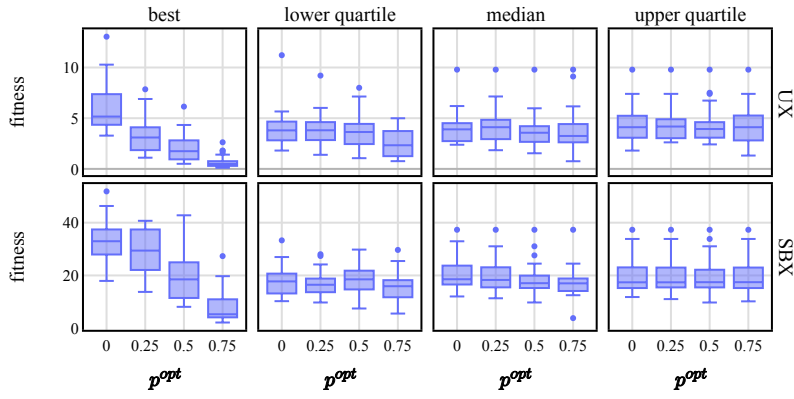 best lower quartile median upper quartile
fitness 10 5 0 UX
fitness 40 20 0 SBX
0 0.25 0.5 0.75 0 0.25 0.5 0.75 0 0.25 0.5 0.75 0 0.25 0.5 0.75
p^opt p^opt p^opt p^opt